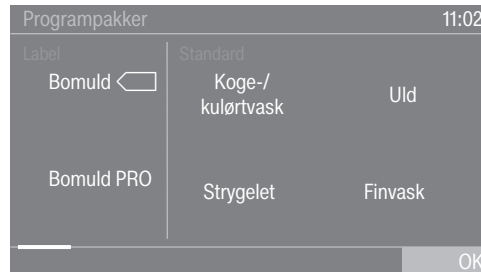 Programpakker 11:02
Label
Standard
Bomuld
Koge-/
kulørtvask
Uld
Bomuld PRO
Strygelet
Finvask
OK